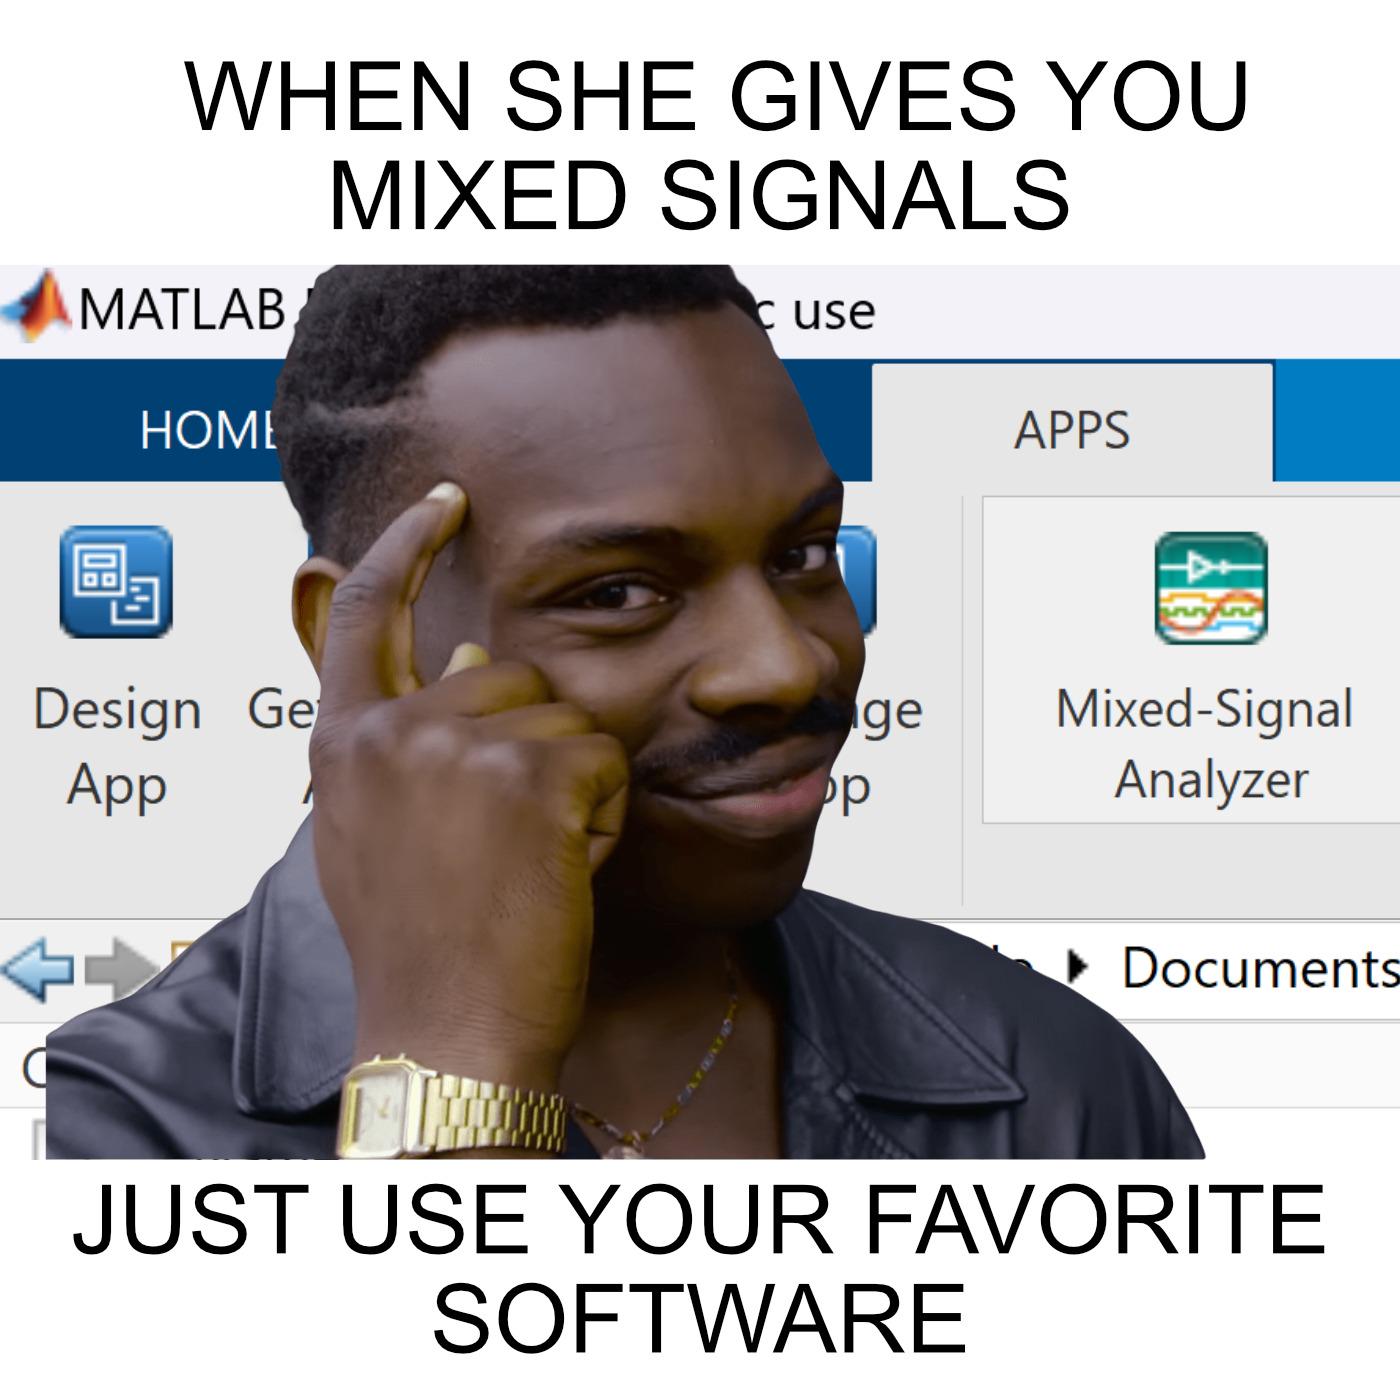 WHEN SHE GIVES YOU
MIXED SIGNALS
MATLAB
use
HOME
APPS
Design
App
Mixed-Signal
Analyzer
Documents
JUST USE YOUR FAVORITE
SOFTWARE